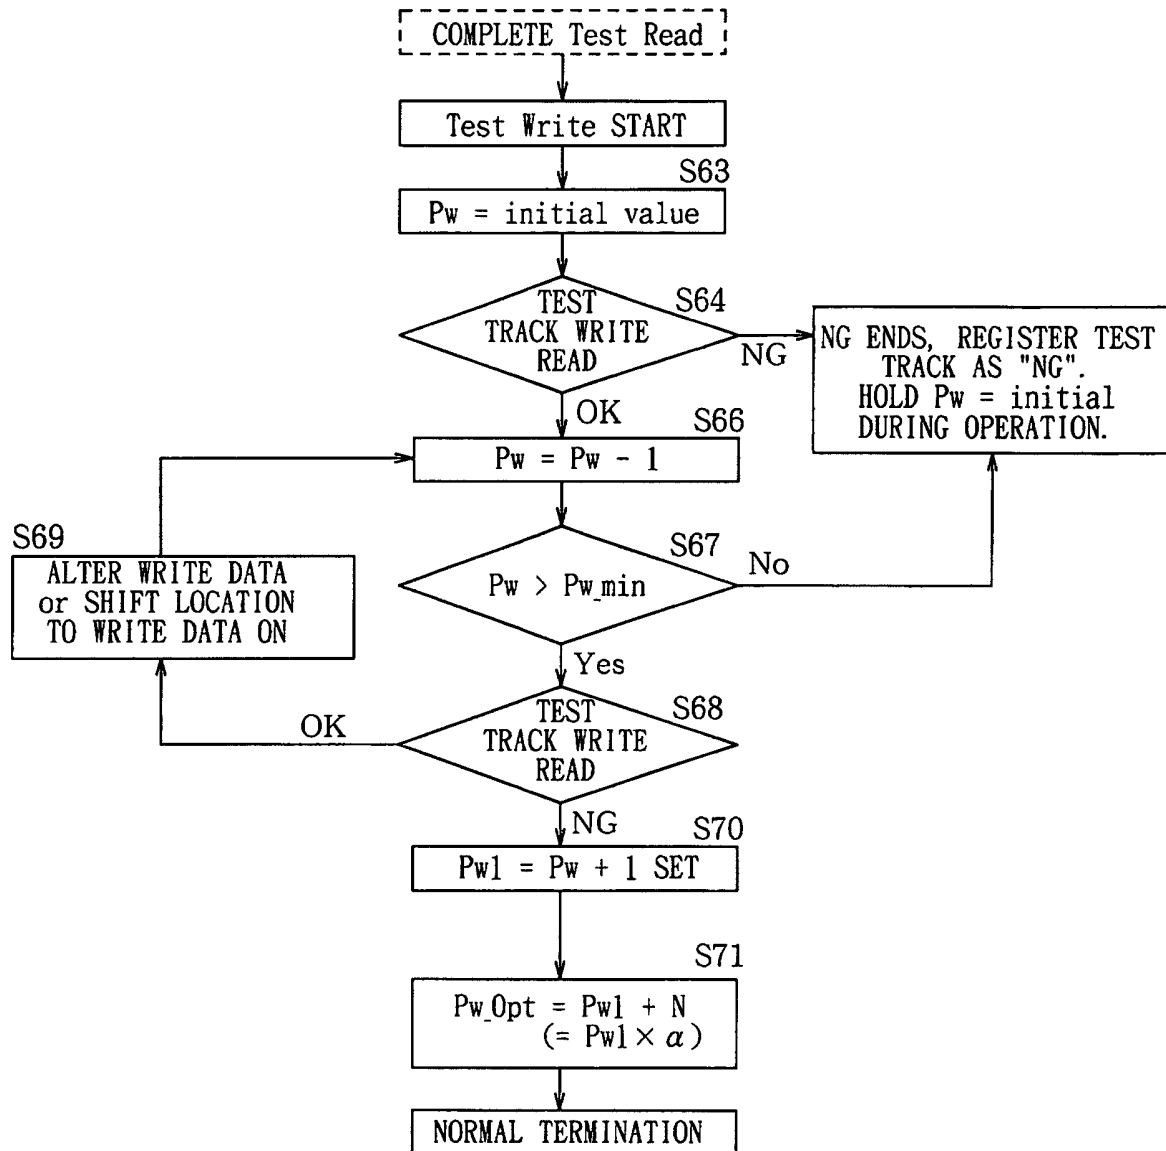 COMPLETE Test Read
Test Write START
S63
Pw = initial value
TEST
TRACK WRITE
READ
S64
NG
NG ENDS, REGISTER TEST
TRACK AS "NG".
HOLD Pw = initial
DURING OPERATION.
OK
S66
Pw = Pw - 1
S69
ALTER WRITE DATA
or SHIFT LOCATION
TO WRITE DATA ON
S67
Pw > Pw_min
No
Yes
TEST
TRACK WRITE
READ
S68
OK
NG
S70
Pw1 = Pw + 1 SET
S71
Pw_Opt = Pw1 + N
(= Pw1 × α)
NORMAL TERMINATION